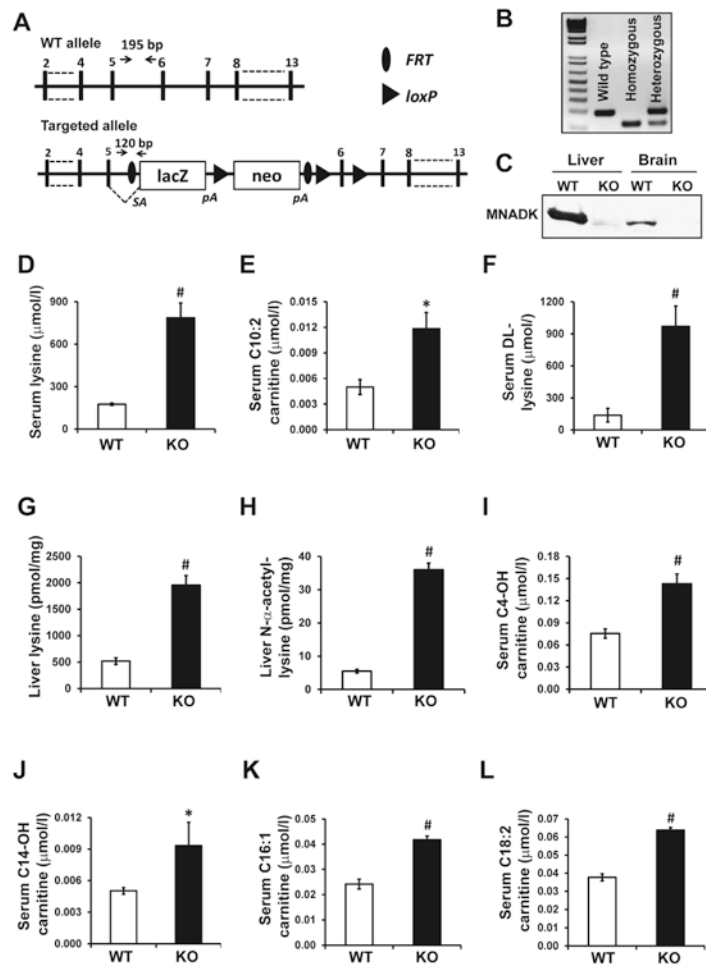 A
WT allele
195 bp
2 4 5 6 7 8 13
FRT
loxP
Targeted allele
120 bp
2 4 5 6 7 8 13
lacZ neo
SA pA pA
B
Wild type
Homozygous
Heterozygous
C
Liver Brain
WT KO WT KO
MNADK
D
Serum lysine (μmol/l)
900
600
300
0
#
WT KO
E
Serum C10:2
carnitine (μmol/l)
0.015
0.012
0.009
0.006
0.003
0.000
*
WT KO
F
Serum DL-
lysine (μmol/)
1200
900
600
300
0
#
WT KO
G
Liver lysine (pmol/mg)
2500
2000
1500
1000
500
0
#
WT KO
H
Liver N-α-acetyl-
lysine (pmol/mg)
40
30
20
10
0
#
WT KO
I
Serum C4-OH
carnitine (μmol/l)
0.18
0.15
0.12
0.09
0.06
0.03
0.00
#
WT KO
J
Serum C14-OH
carnitine (μmol/l)
0.012
0.009
0.006
0.003
0.000
*
WT KO
K
Serum C16:1
carnitine (μmol/l)
0.05
0.04
0.03
0.02
0.01
0.00
#
WT KO
L
Serum C18:2
carnitine (μmol/l)
0.07
0.06
0.05
0.04
0.03
0.02
0.01
0.00
#
WT KO